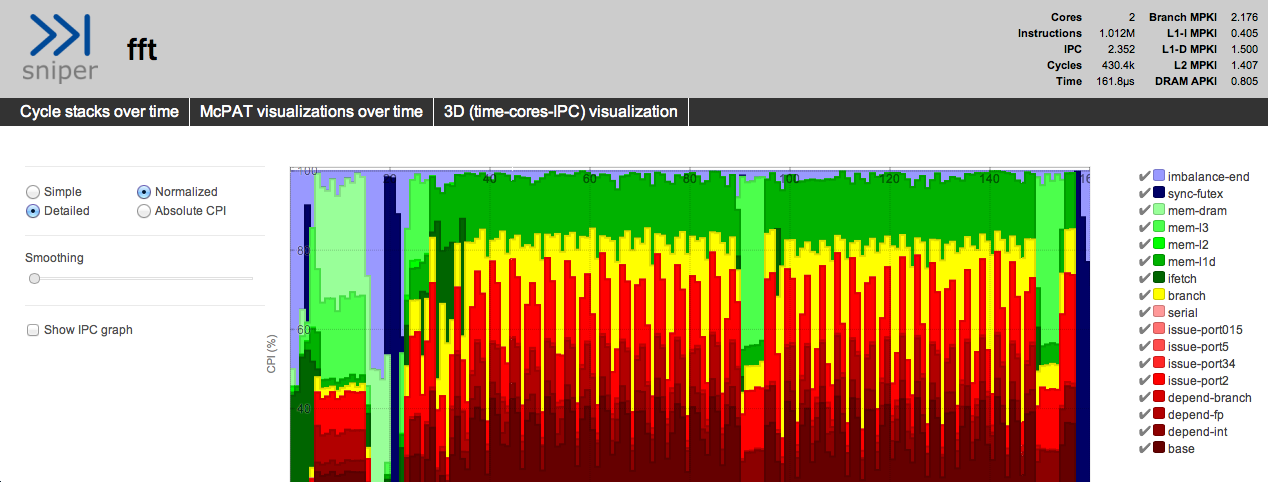 sniper
fft
Cores 2 Branch MPKI 2.176
Instructions 1.012M L1-I MPKI 0.405
IPC 2.352 L1-D MPKI 1.500
Cycles 430.4k L2 MPKI 1.407
Time 161.8µs DRAM APKI 0.805
Cycle stacks over time McPAT visualizations over time 3D (time-cores-IPC) visualization
Simple Normalized
Detailed Absolute CPI
Smoothing
Show IPC graph
CPI (%)
100
80
60
40
20 40 60 80 100 120 140 16
imbalance-end
sync-futex
mem-dram
mem-l3
mem-l2
mem-l1d
ifetch
branch
serial
issue-port015
issue-port5
issue-port34
issue-port2
depend-branch
depend-fp
depend-int
base